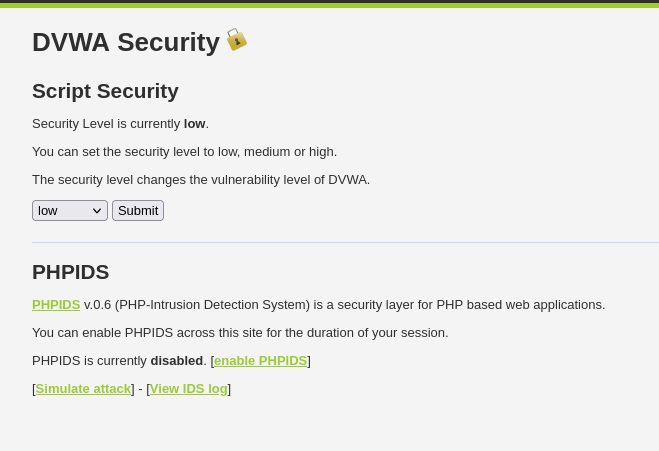 DVWA Security
Script Security
Security Level is currently low.
You can set the security level to low, medium or high.
The security level changes the vulnerability level of DVWA.
low Submit
PHPIDS
PHPIDS v.0.6 (PHP-Intrusion Detection System) is a security layer for PHP based web applications.
You can enable PHPIDS across this site for the duration of your session.
PHPIDS is currently disabled. [enable PHPIDS]
[Simulate attack] - [View IDS log]